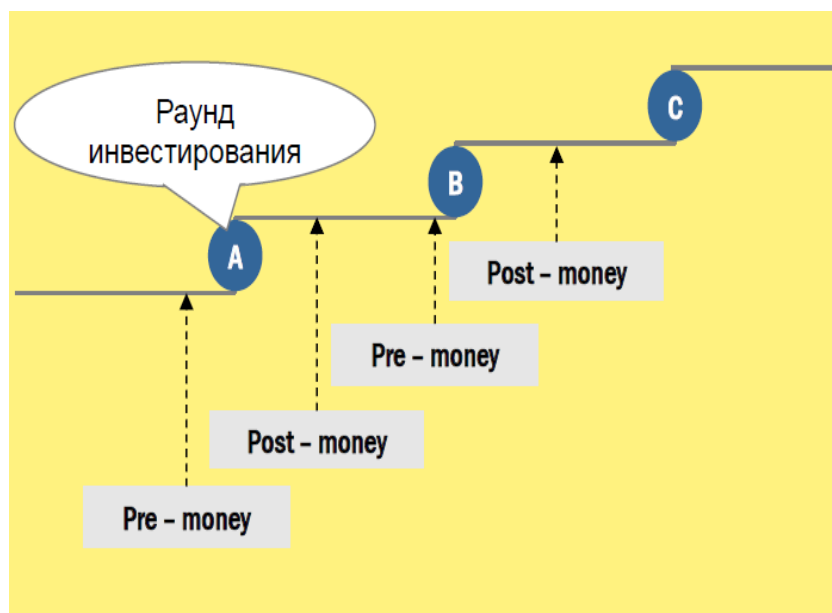 Раунд
инвестирования
C
B
A
Post – money
Pre – money
Post – money
Pre – money